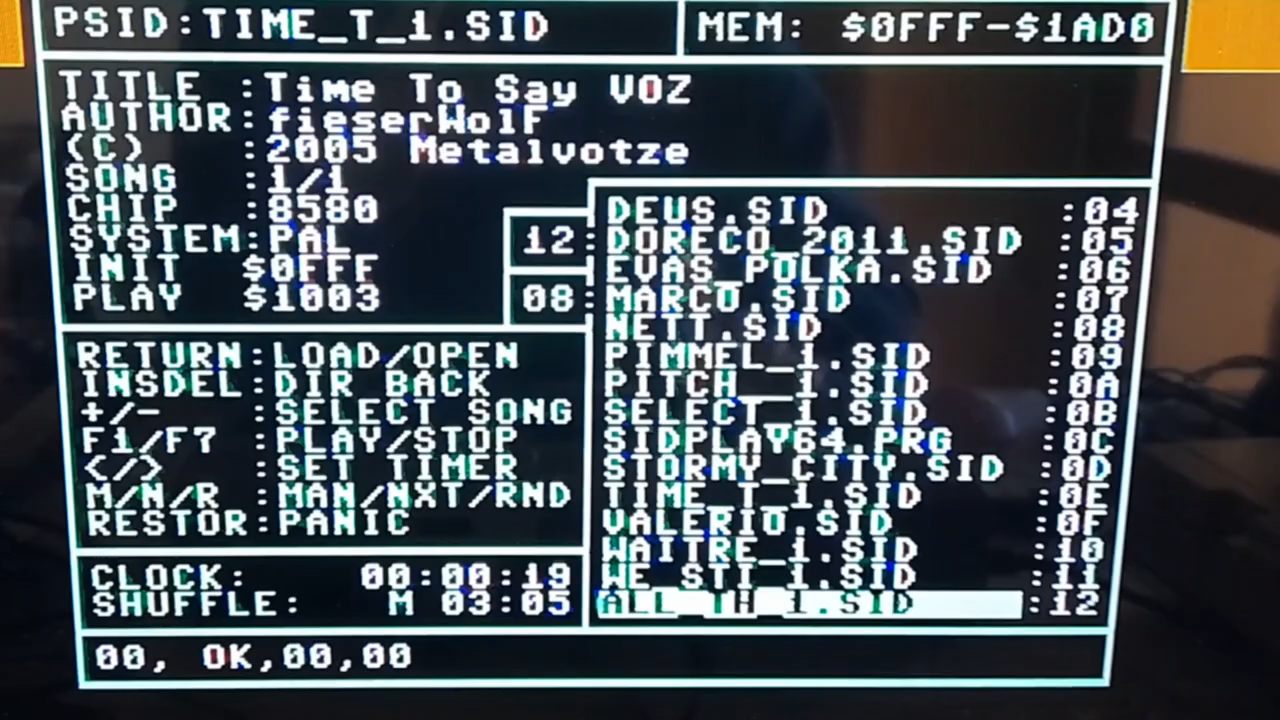 PSID:TIME_T_1.SID
MEM: $0FFF-$1AD0
TITLE :Time To Say VOZ
AUTHOR:fieserWolF
(C) :2005 Metalvotze
SONG :1/1
CHIP :8580
SYSTEM:PAL
INIT $0FFF
PLAY $1003
12:
08:
DEUS.SID :04
DORECO_2011.SID :05
EVAS_POLKA.SID :06
MARCO.SID :07
NETT.SID :08
PIMMEL_1.SID :09
PITCH__1.SID :0A
SELECT_1.SID :0B
SIDPLAY64.PRG :0C
STORMY_CITY.SID :0D
TIME_T_1.SID :0E
VALERIO.SID :0F
WAITRE_1.SID :10
WE_STI_1.SID :11
ALL_TH_1.SID :12
RETURN:LOAD/OPEN
INSDEL:DIR BACK
+/- :SELECT SONG
F1/F7 :PLAY/STOP
</> :SET TIMER
M/N/R :MAN/NXT/RND
RESTOR:PANIC
CLOCK: 00:00:19
SHUFFLE: M 03:05
00, OK,00,00